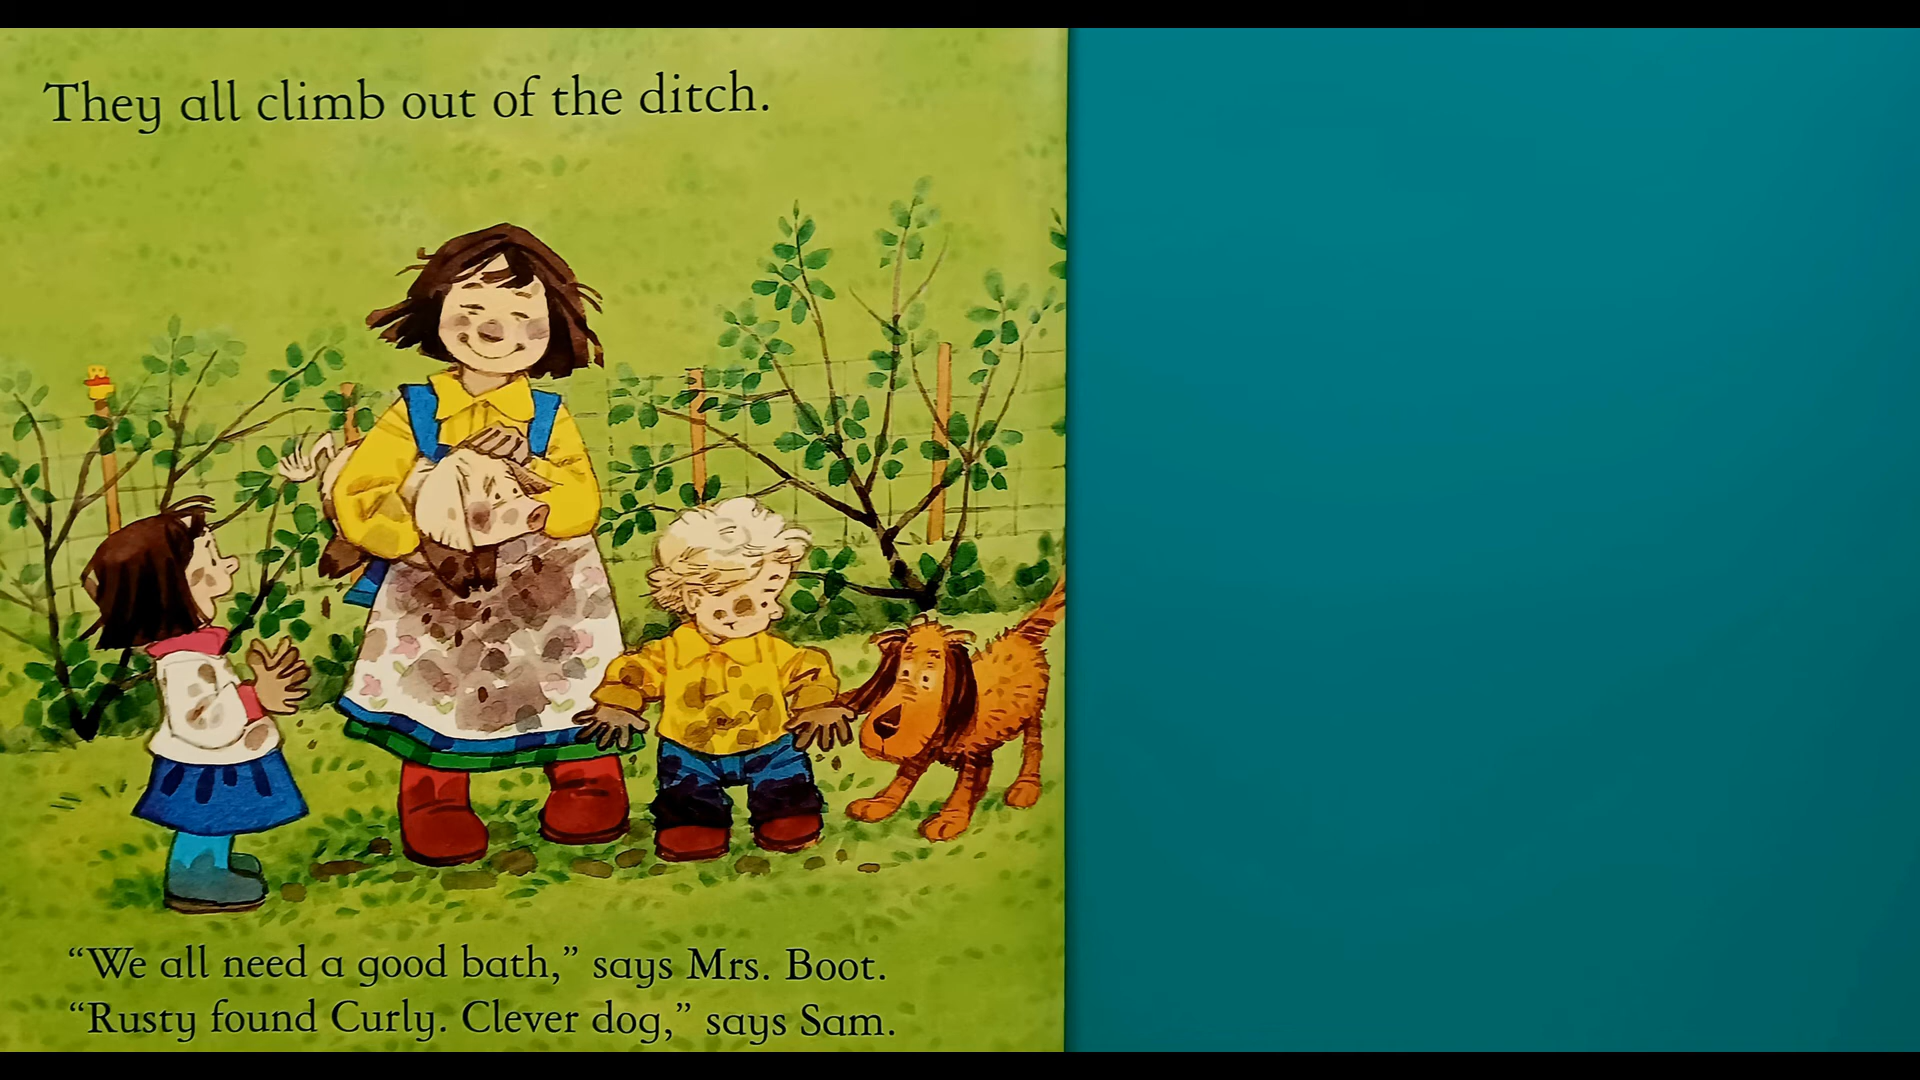 They all climb out of the ditch.
“We all need a good bath,” says Mrs. Boot.
“Rusty found Curly. Clever dog,” says Sam.